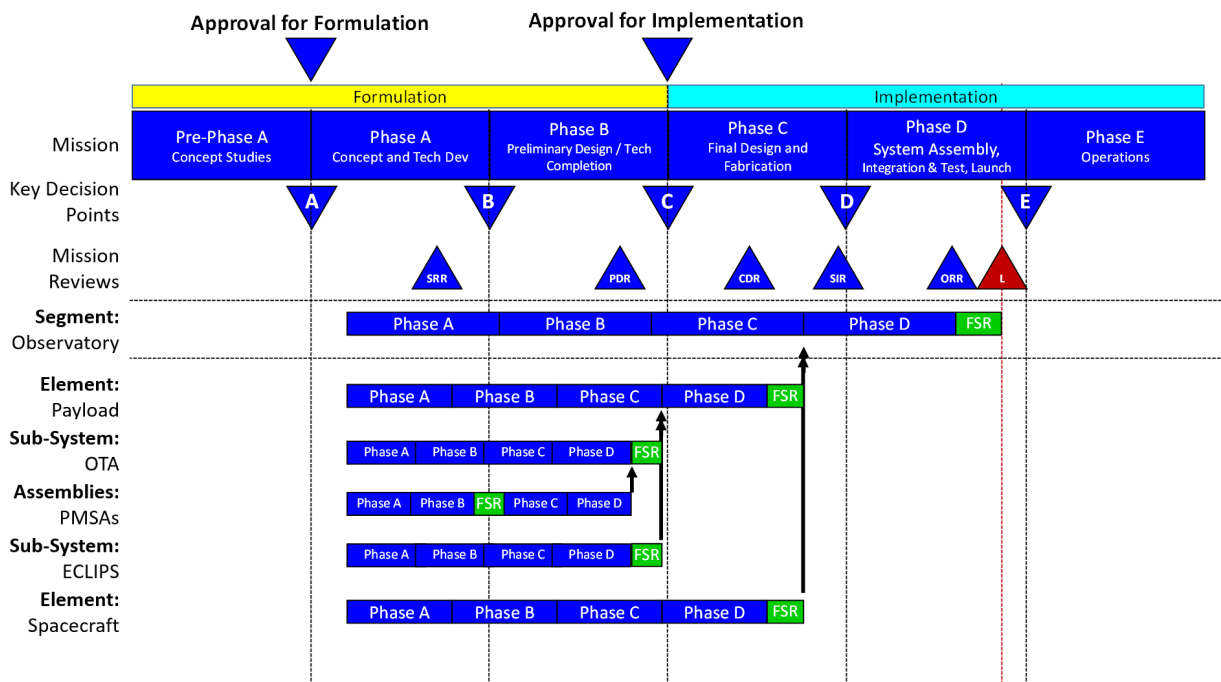 Approval for Formulation
Approval for Implementation
Formulation
Implementation
Mission
Pre-Phase A
Concept Studies
Phase A
Concept and Tech Dev
Phase B
Preliminary Design / Tech
Completion
Phase C
Final Design and
Fabrication
Phase D
System Assembly,
Integration & Test, Launch
Phase E
Operations
Key Decision
Points
A
B
C
D
E
Mission
Reviews
SRR
PDR
CDR
SIR
ORR
L
Segment:
Observatory
Phase A
Phase B
Phase C
Phase D
FSR
Element:
Payload
Phase A
Phase B
Phase C
Phase D
FSR
Sub-System:
OTA
Phase A
Phase B
Phase C
Phase D
FSR
Assemblies:
PMSAs
Phase A
Phase B
FSR
Phase C
Phase D
Sub-System:
ECLIPS
Phase A
Phase B
Phase C
Phase D
FSR
Element:
Spacecraft
Phase A
Phase B
Phase C
Phase D
FSR